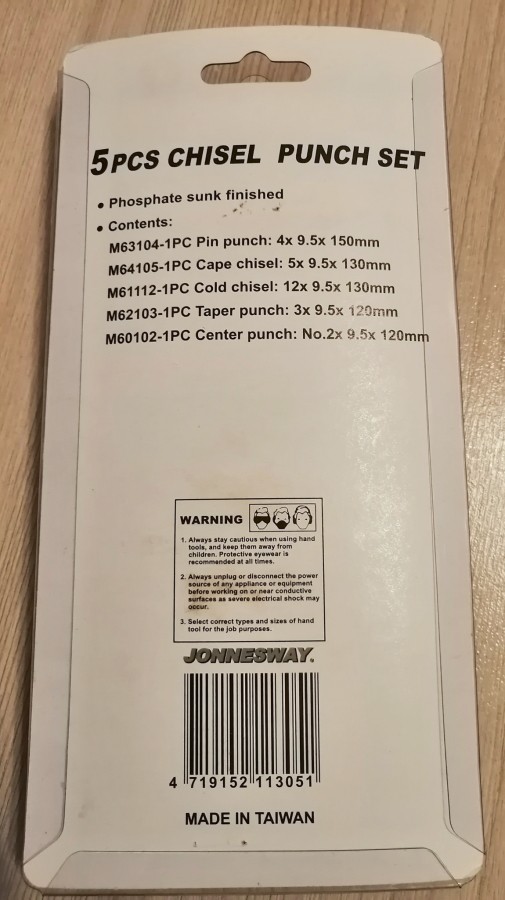 5PCS CHISEL PUNCH SET
• Phosphate sunk finished
• Contents:
M63104-1PC Pin punch: 4x 9.5x 150mm
M64105-1PC Cape chisel: 5x 9.5x 130mm
M61112-1PC Cold chisel: 12x 9.5x 130mm
M62103-1PC Taper punch: 3x 9.5x 120mm
M60102-1PC Center punch: No.2x 9.5x 120mm
WARNING
1. Always stay cautious when using hand
tools, and keep them away from
children. Protective eyewear is
recommended at all times.
2. Always unplug or disconnect the power
source of any appliance or equipment
before working on or near conductive
surfaces as severe electrical shock may
occur.
3. Select correct types and sizes of hand
tool for the job purposes.
JONNESWAY®
4 719152 113051
MADE IN TAIWAN